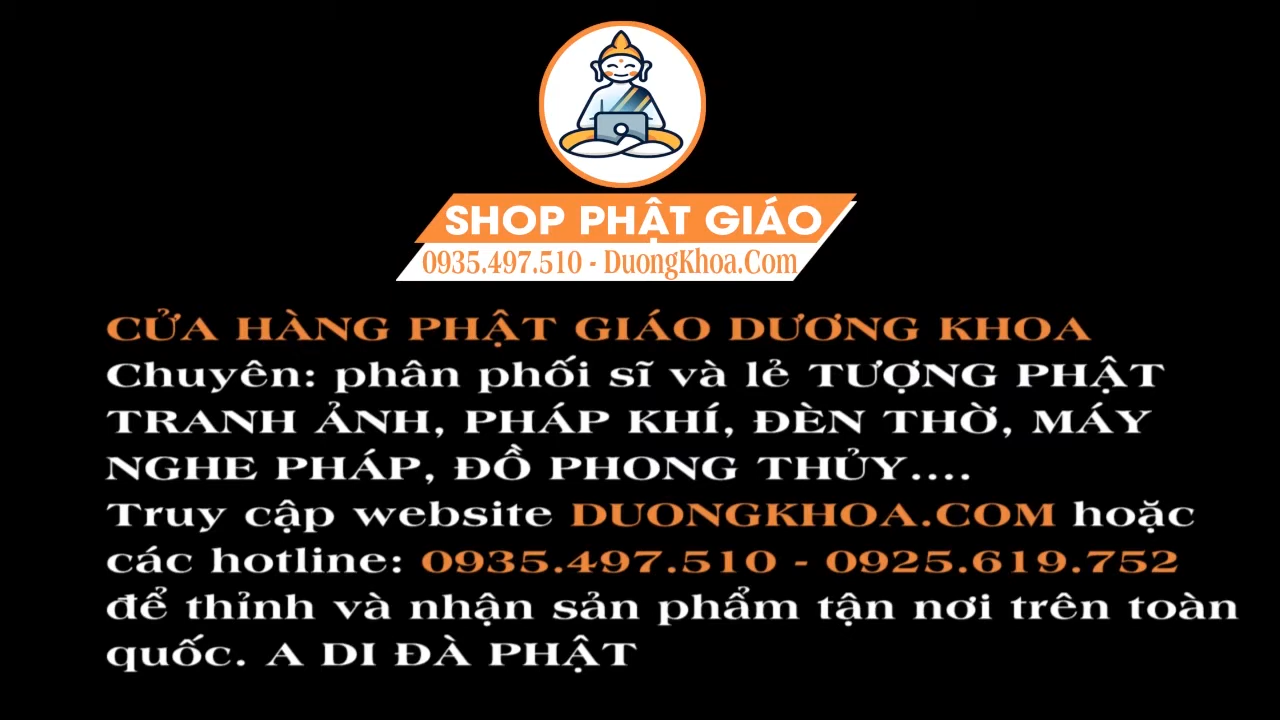 SHOP PHẬT GIÁO
0935.497.510 - DuongKhoa.Com
CỬA HÀNG PHẬT GIÁO DƯƠNG KHOA
Chuyên: phân phối sĩ và lẻ TƯỢNG PHẬT
TRANH ẢNH, PHÁP KHÍ, ĐÈN THỜ, MÁY
NGHE PHÁP, ĐỒ PHONG THỦY....
Truy cập website DUONGKHOA.COM hoặc
các hotline: 0935.497.510 - 0925.619.752
để thỉnh và nhận sản phẩm tận nơi trên toàn
quốc. A DI ĐÀ PHẬT